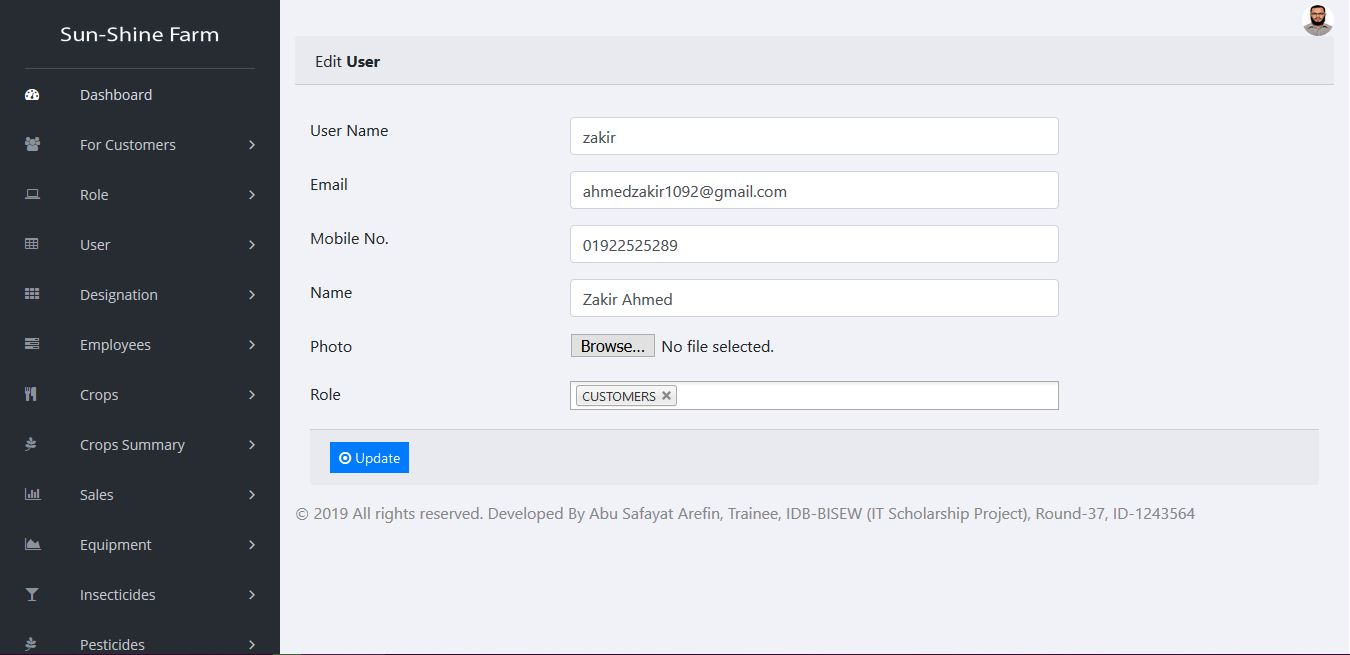 Sun-Shine Farm
Dashboard
For Customers
Role
User
Designation
Employees
Crops
Crops Summary
Sales
Equipment
Insecticides
Pesticides
Edit User
User Name
zakir
Email
ahmedzakir1092@gmail.com
Mobile No.
01922525289
Name
Zakir Ahmed
Photo
Browse... No file selected.
Role
CUSTOMERS
Update
© 2019 All rights reserved. Developed By Abu Safayat Arefin, Trainee, IDB-BISEW (IT Scholarship Project), Round-37, ID-1243564